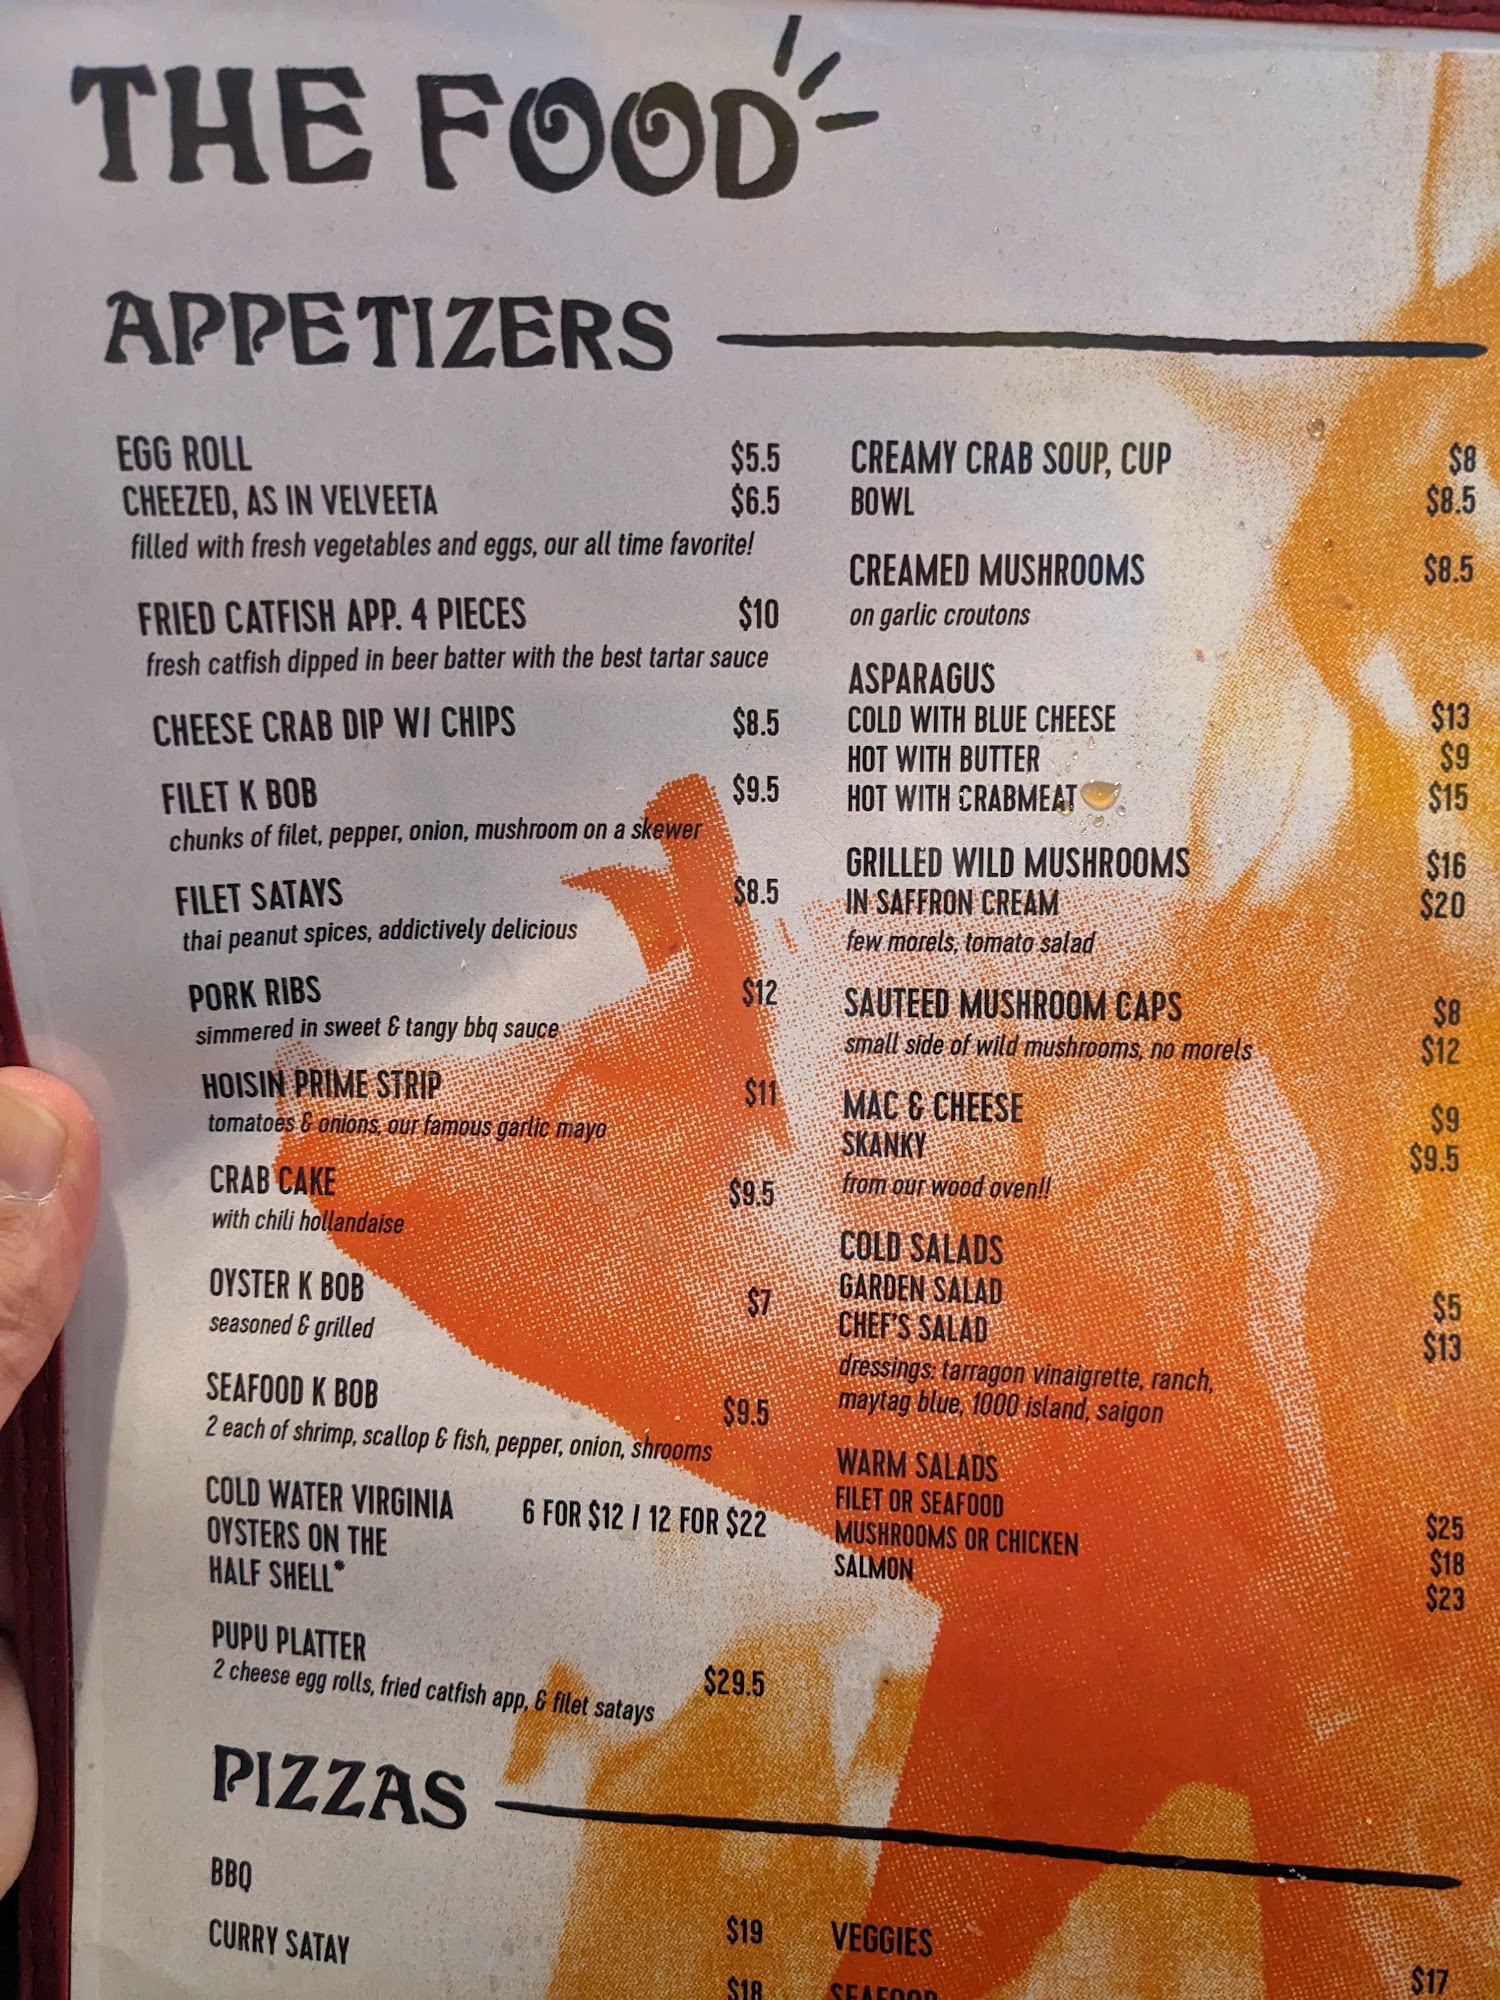 THE FOOD
APPETIZERS
EGG ROLL $5.5
CHEEZED, AS IN VELVEETA $6.5
filled with fresh vegetables and eggs, our all time favorite!
FRIED CATFISH APP. 4 PIECES $10
fresh catfish dipped in beer batter with the best tartar sauce
CHEESE CRAB DIP W/ CHIPS $8.5
FILET K BOB $9.5
chunks of filet, pepper, onion, mushroom on a skewer
FILET SATAYS $8.5
thai peanut spices, addictively delicious
PORK RIBS $12
simmered in sweet & tangy bbq sauce
HOISIN PRIME STRIP $11
tomatoes & onions, our famous garlic mayo
CRAB CAKE $9.5
with chili hollandaise
OYSTER K BOB $7
seasoned & grilled
SEAFOOD K BOB $9.5
2 each of shrimp, scallop & fish, pepper, onion, shrooms
COLD WATER VIRGINIA 6 FOR $12 / 12 FOR $22
OYSTERS ON THE
HALF SHELL*
PUPU PLATTER $29.5
2 cheese egg rolls, fried catfish app, & filet satays
CREAMY CRAB SOUP, CUP $8
BOWL $8.5
CREAMED MUSHROOMS $8.5
on garlic croutons
ASPARAGUS
COLD WITH BLUE CHEESE $13
HOT WITH BUTTER $9
HOT WITH CRABMEAT $15
GRILLED WILD MUSHROOMS $16
IN SAFFRON CREAM $20
few morels, tomato salad
SAUTEED MUSHROOM CAPS $8
small side of wild mushrooms, no morels $12
MAC & CHEESE $9
SKANKY $9.5
from our wood oven!!
COLD SALADS
GARDEN SALAD $5
CHEF'S SALAD $13
dressings: tarragon vinaigrette, ranch,
maytag blue, 1000 island, saigon
WARM SALADS
FILET OR SEAFOOD $25
MUSHROOMS OR CHICKEN $18
SALMON $23
PIZZAS
BBQ $19
CURRY SATAY $18
VEGGIES $17
SEAFOOD